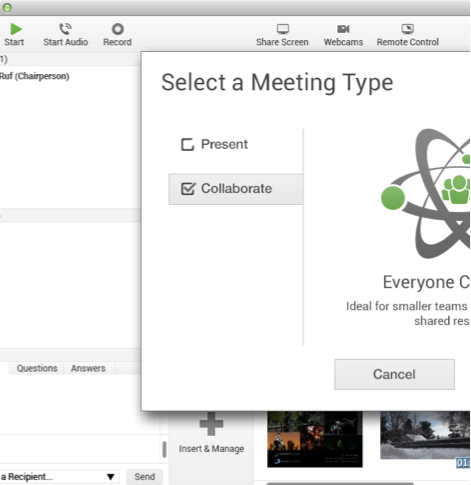 Start
Start Audio
Record
Share Screen
Webcams
Remote Control
1)
Ruf (Chairperson)
Select a Meeting Type
Present
Collaborate
Everyone C
Ideal for smaller teams
shared res
Cancel
Questions
Answers
Insert & Manage
a Recipient...
Send